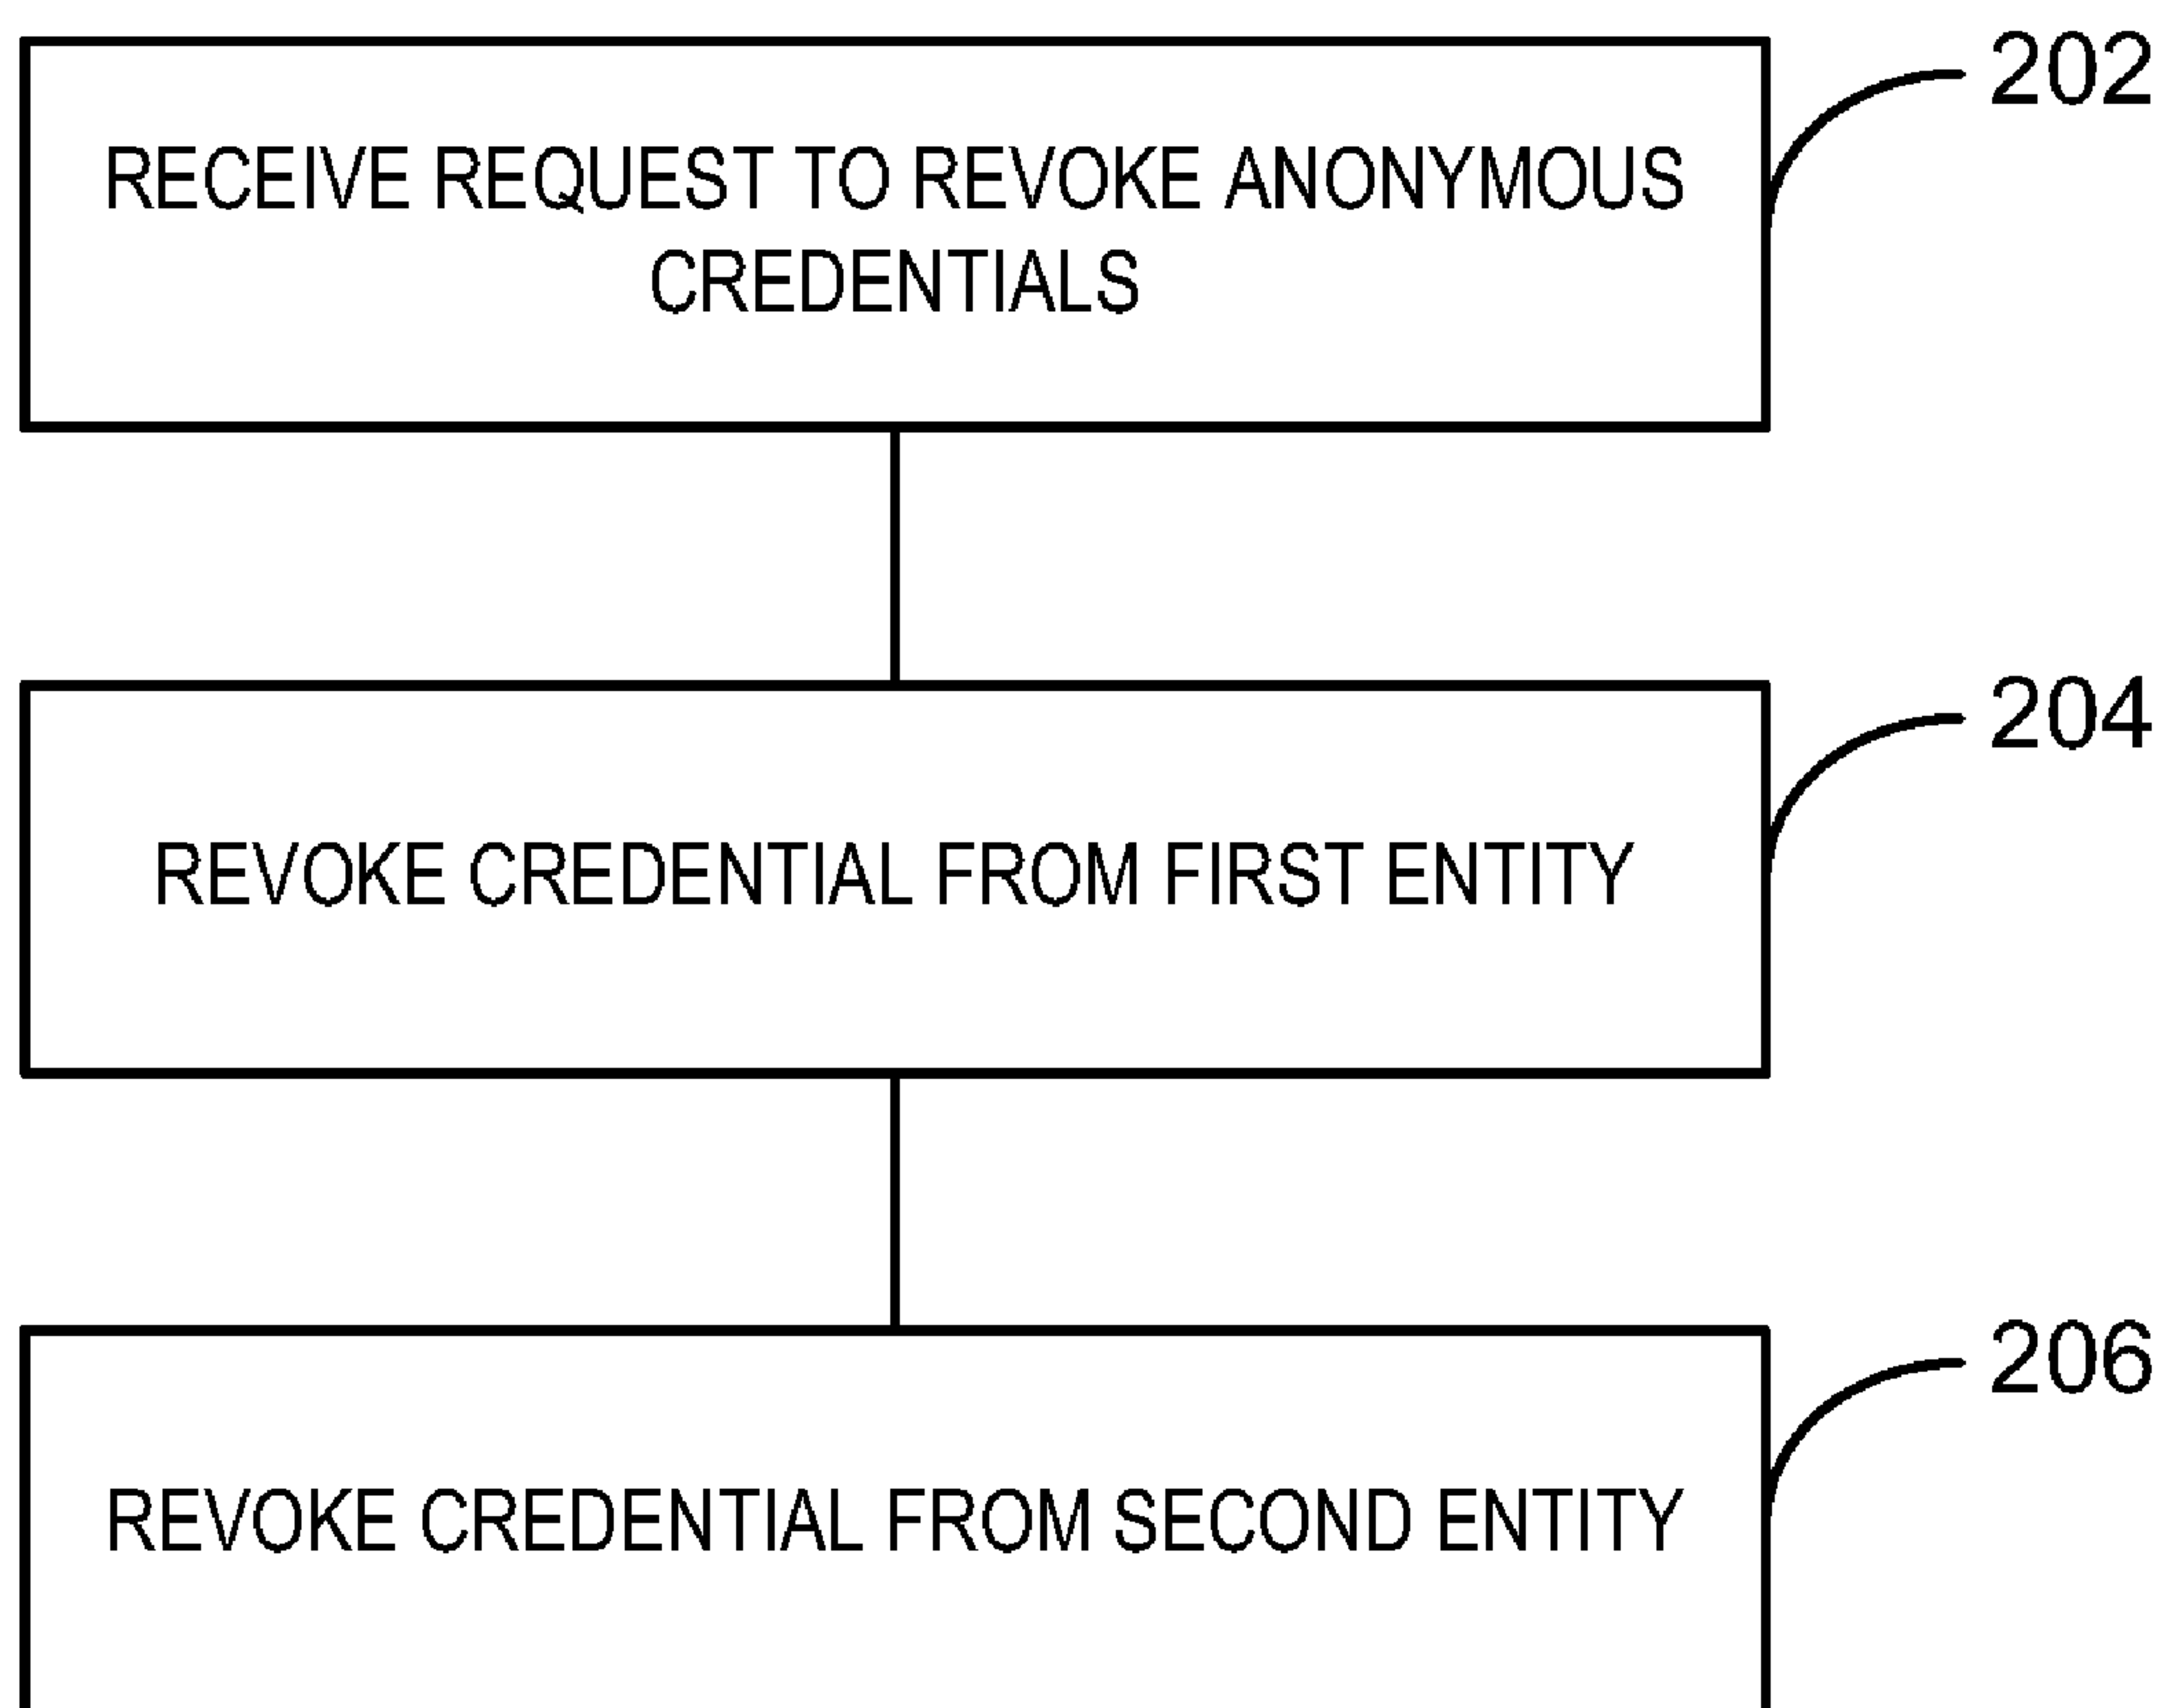 202
RECEIVE REQUEST TO REVOKE ANONYMOUS
CREDENTIALS
204
REVOKE CREDENTIAL FROM FIRST ENTITY
206
REVOKE CREDENTIAL FROM SECOND ENTITY